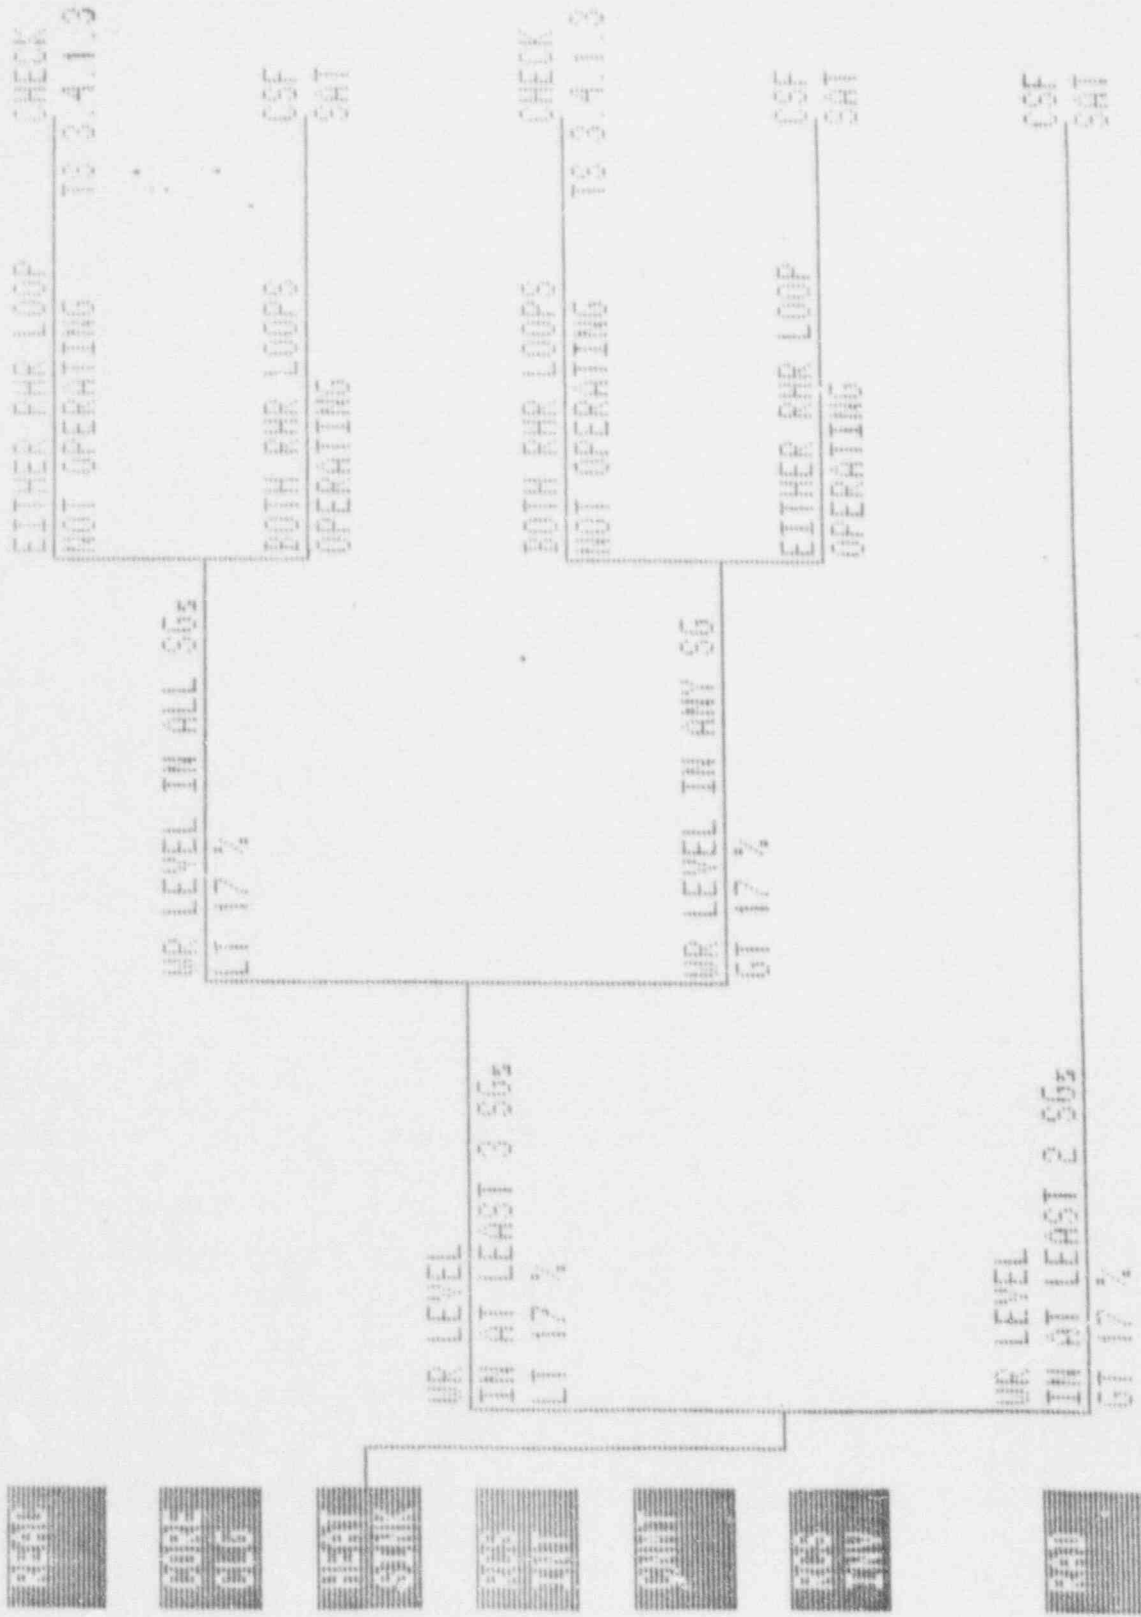 REAC
CORE
CLG
HEAT
SINK
RCS
INT
CNMT
RCS
INV
RAD
WR LEVEL
IN AT LEAST 3 SGs
LT 17 %
WR LEVEL
IN AT LEAST 2 SGs
GT 17 %
WR LEVEL IN ALL SGs
LT 17 %
WR LEVEL IN ANY SG
GT 17 %
EITHER RHR LOOP
NOT OPERATING
BOTH RHR LOOPS
OPERATING
BOTH RHR LOOPS
NOT OPERATING
EITHER RHR LOOP
OPERATING
CHECK
TS 3.4.1.3
CSF
SAT
CHECK
TS 3.4.1.3
CSF
SAT
CSF
SAT